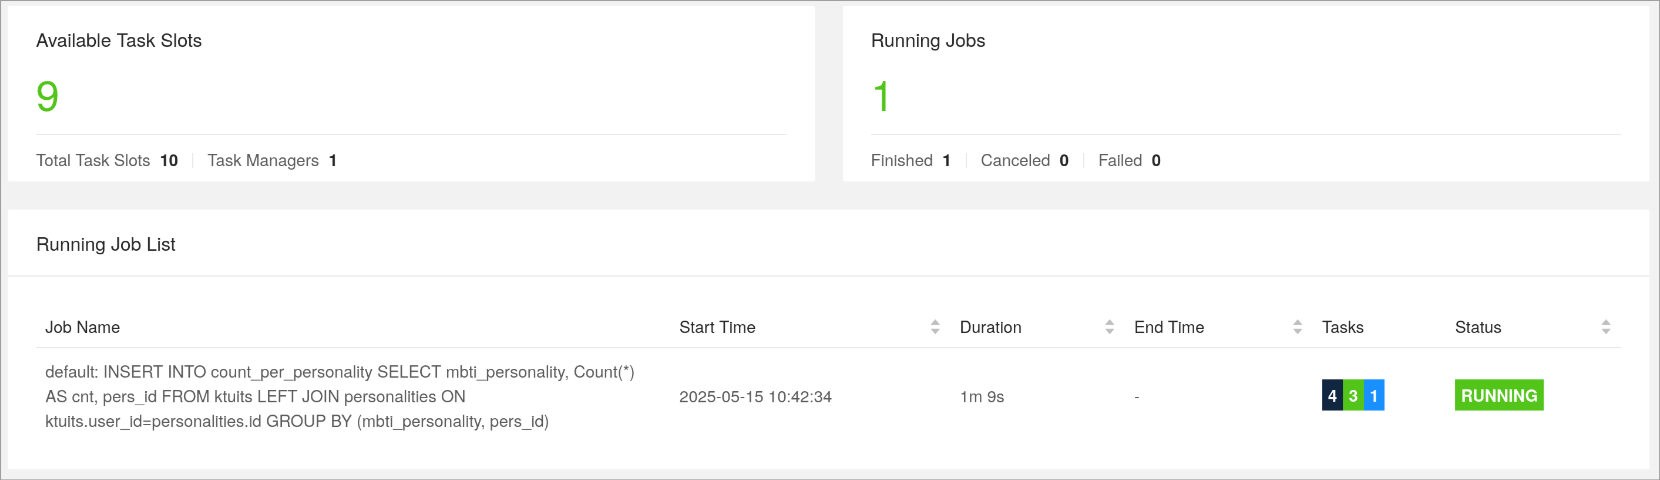 Available Task Slots
9
Total Task Slots 10 Task Managers 1
Running Jobs
1
Finished 1 Canceled 0 Failed 0
Running Job List
Job Name Start Time Duration End Time Tasks Status
default: INSERT INTO count_per_personality SELECT mbti_personality, Count(*)
AS cnt, pers_id FROM ktuits LEFT JOIN personalities ON
ktuits.user_id=personalities.id GROUP BY (mbti_personality, pers_id)
2025-05-15 10:42:34 1m 9s - 4 3 1 RUNNING